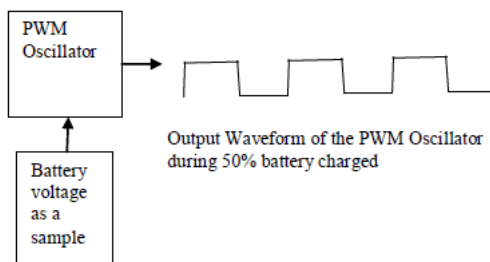 PWM
Oscillator
Output Waveform of the PWM Oscillator
during 50% battery charged
Battery
voltage
as a
sample